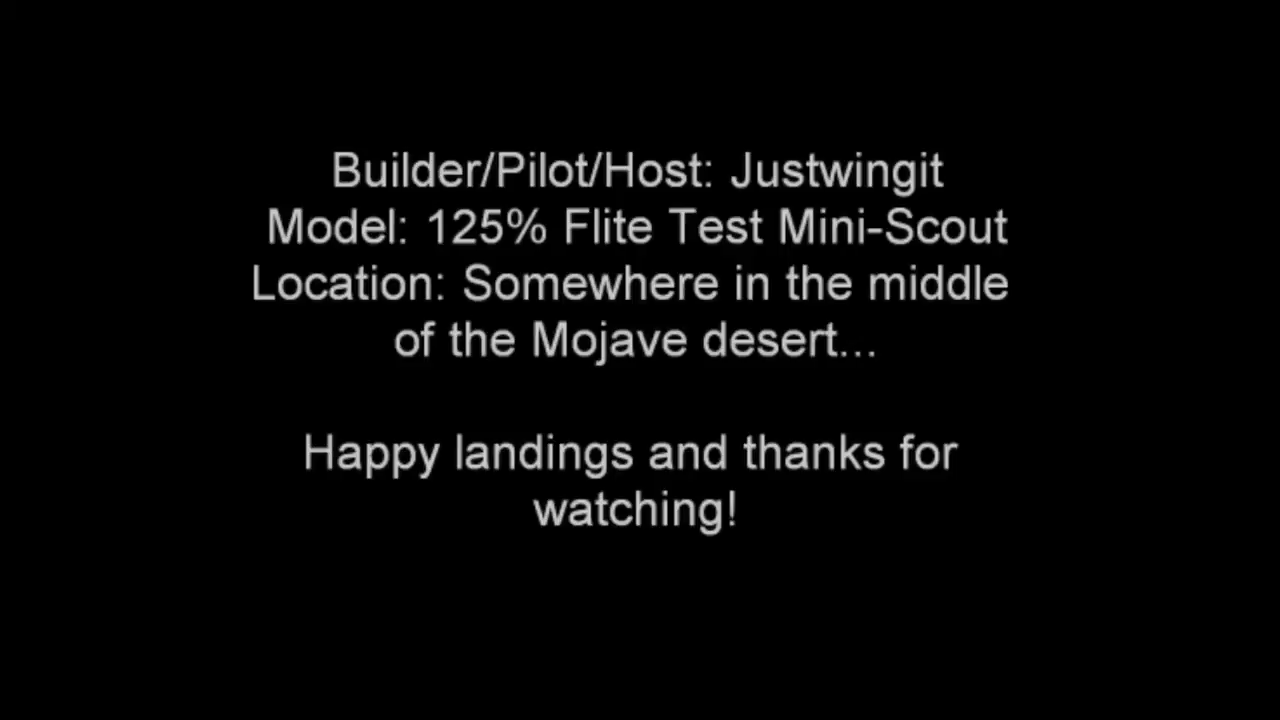 Builder/Pilot/Host: Justwingit
Model: 125% Flite Test Mini-Scout
Location: Somewhere in the middle
of the Mojave desert...
Happy landings and thanks for
watching!